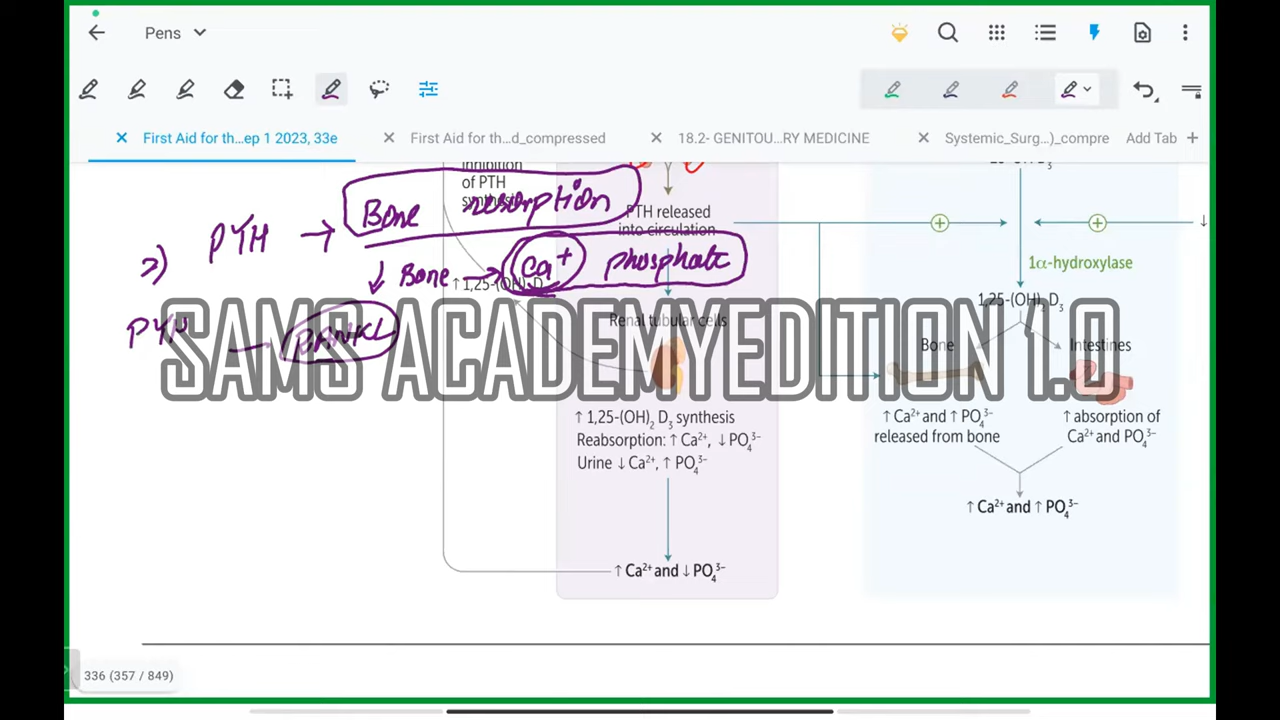 Pens
First Aid for th...ep 1 2023, 33e
First Aid for th...d_compressed
18.2- GENITOU...RY MEDICINE
Systemic_Surg...)_compre
Add Tab
inhibition
of PTH
PTH → Bone resorption
↓ Bone → Ca+ phosphate
PTH — RANKL
↑ 1,25-(OH) D
PTH released
into circulation
Renal tubular cells
↑ 1,25-(OH)₂ D₃ synthesis
Reabsorption: ↑ Ca²⁺, ↓ PO₄³⁻
Urine ↓ Ca²⁺, ↑ PO₄³⁻
↑ Ca²⁺ and ↓ PO₄³⁻
+
+
↓
1α-hydroxylase
1,25-(OH)₂D₃
Bone
Intestines
↑ Ca²⁺ and ↑ PO₄³⁻
released from bone
↑ absorption of
Ca²⁺ and PO₄³⁻
↑ Ca²⁺ and ↑ PO₄³⁻
SAMS ACADEMYEDITION 1.0
336 (357 / 849)